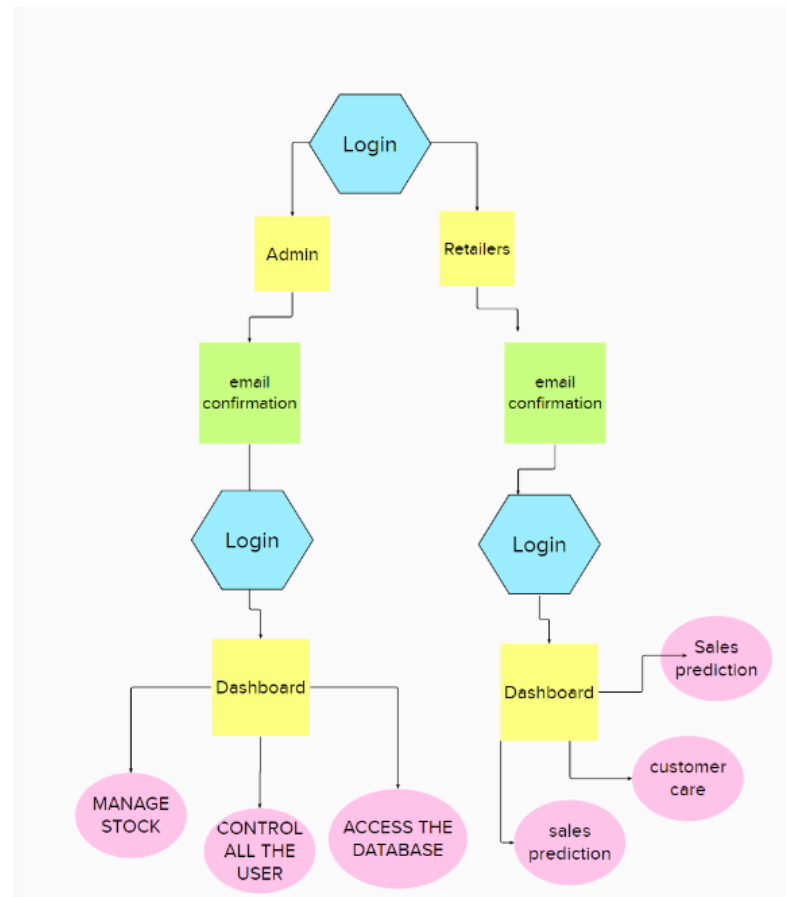 Login
Admin
Retailers
email
confirmation
email
confirmation
Login
Login
Dashboard
Dashboard
Sales
prediction
customer
care
sales
prediction
MANAGE
STOCK
CONTROL
ALL THE
USER
ACCESS THE
DATABASE